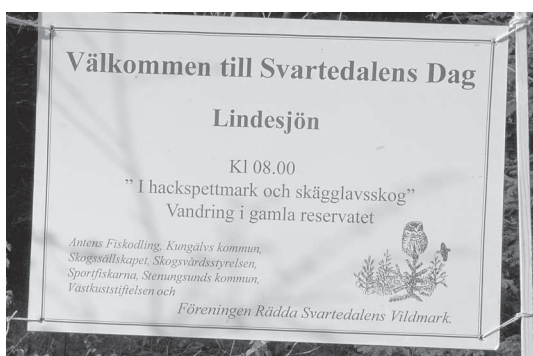 Välkommen till Svartedalens Dag
Lindesjön
Kl 08.00
” I hackspettmark och skägglavsskog”
Vandring i gamla reservatet
Antens Fiskodling, Kungälvs kommun,
Skogssällskapet, Skogsvårdsstyrelsen,
Sportfiskarna, Stenungsunds kommun,
Västkuststiftelsen och
Föreningen Rädda Svartedalens Vildmark.